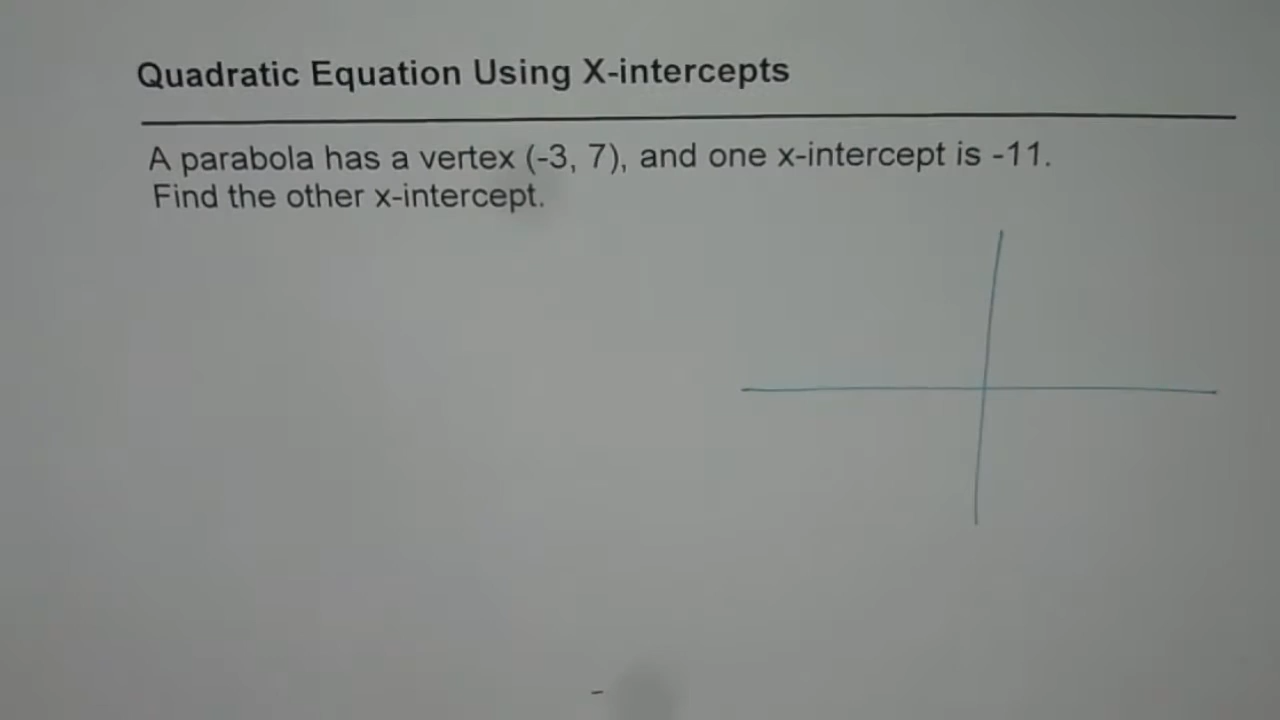 Quadratic Equation Using X-intercepts
A parabola has a vertex (-3, 7), and one x-intercept is -11.
Find the other x-intercept.